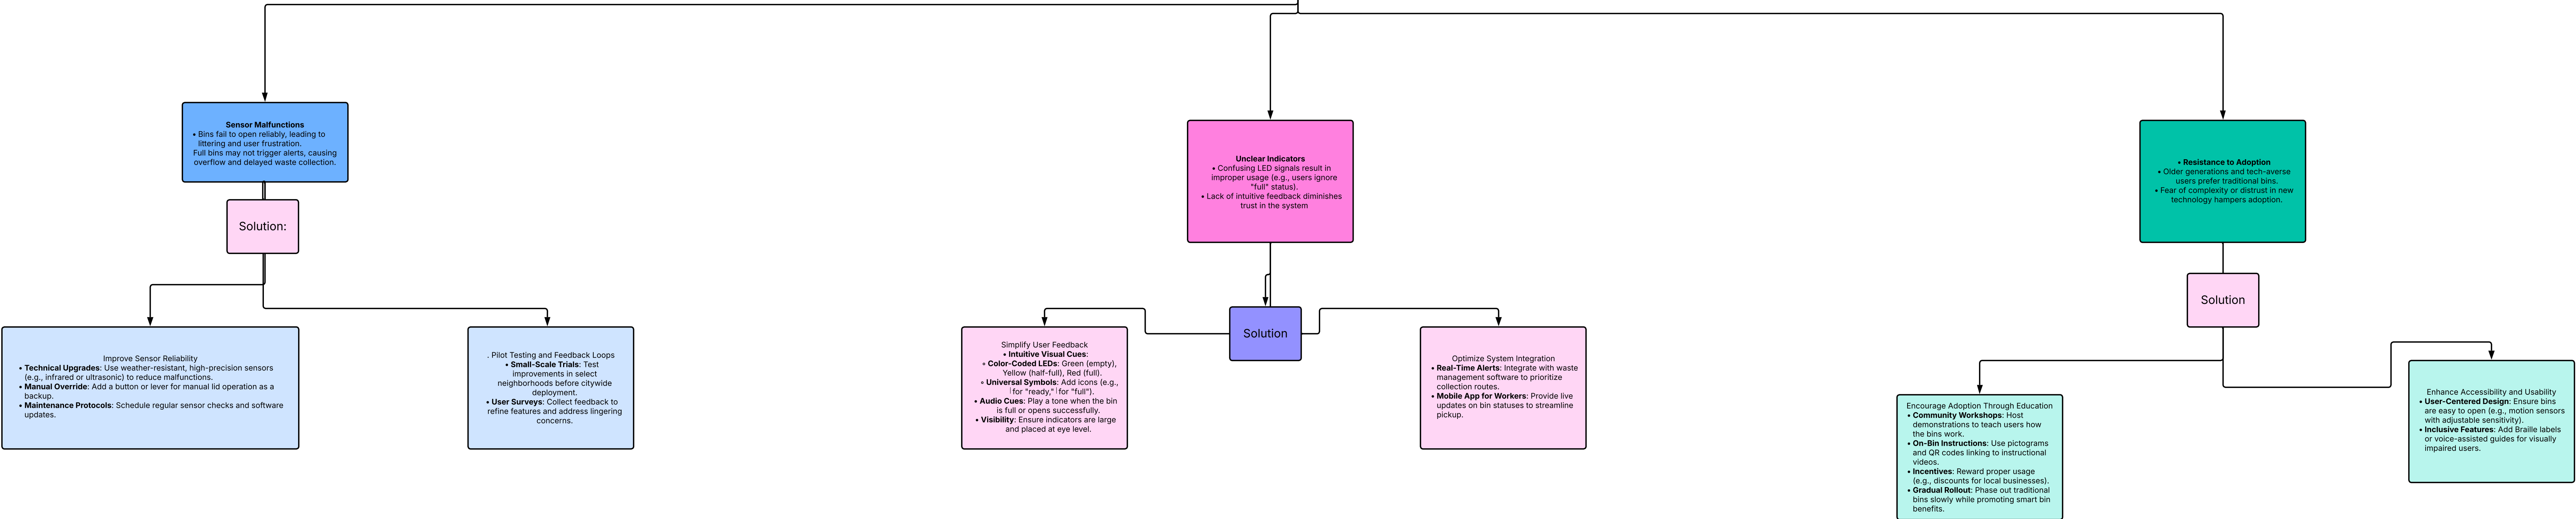 Sensor Malfunctions
• Bins fail to open reliably, leading to
littering and user frustration.
Full bins may not trigger alerts, causing
overflow and delayed waste collection.
Solution:
Improve Sensor Reliability
• Technical Upgrades: Use weather-resistant, high-precision sensors
(e.g., infrared or ultrasonic) to reduce malfunctions.
• Manual Override: Add a button or lever for manual lid operation as a
backup.
• Maintenance Protocols: Schedule regular sensor checks and software
updates.
. Pilot Testing and Feedback Loops
• Small-Scale Trials: Test
improvements in select
neighborhoods before citywide
deployment.
• User Surveys: Collect feedback to
refine features and address lingering
concerns.
Unclear Indicators
• Confusing LED signals result in
improper usage (e.g., users ignore
"full" status).
• Lack of intuitive feedback diminishes
trust in the system
Solution
Simplify User Feedback
• Intuitive Visual Cues:
◦ Color-Coded LEDs: Green (empty),
Yellow (half-full), Red (full).
◦ Universal Symbols: Add icons (e.g.,
for "ready," for "full").
• Audio Cues: Play a tone when the bin
is full or opens successfully.
• Visibility: Ensure indicators are large
and placed at eye level.
Optimize System Integration
• Real-Time Alerts: Integrate with waste
management software to prioritize
collection routes.
• Mobile App for Workers: Provide live
updates on bin statuses to streamline
pickup.
• Resistance to Adoption
• Older generations and tech-averse
users prefer traditional bins.
• Fear of complexity or distrust in new
technology hampers adoption.
Solution
Encourage Adoption Through Education
• Community Workshops: Host
demonstrations to teach users how
the bins work.
• On-Bin Instructions: Use pictograms
and QR codes linking to instructional
videos.
• Incentives: Reward proper usage
(e.g., discounts for local businesses).
• Gradual Rollout: Phase out traditional
bins slowly while promoting smart bin
benefits.
Enhance Accessibility and Usability
• User-Centered Design: Ensure bins
are easy to open (e.g., motion sensors
with adjustable sensitivity).
• Inclusive Features: Add Braille labels
or voice-assisted guides for visually
impaired users.